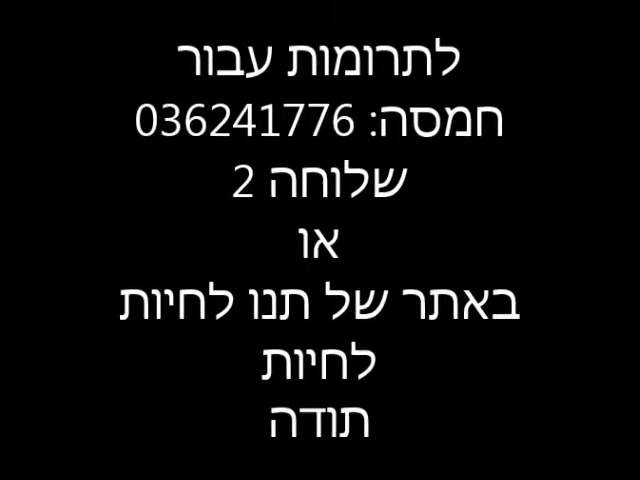 לתרומות עבור
חמסה: 036241776
שלוחה 2
או
באתר של תנו לחיות
לחיות
תודה